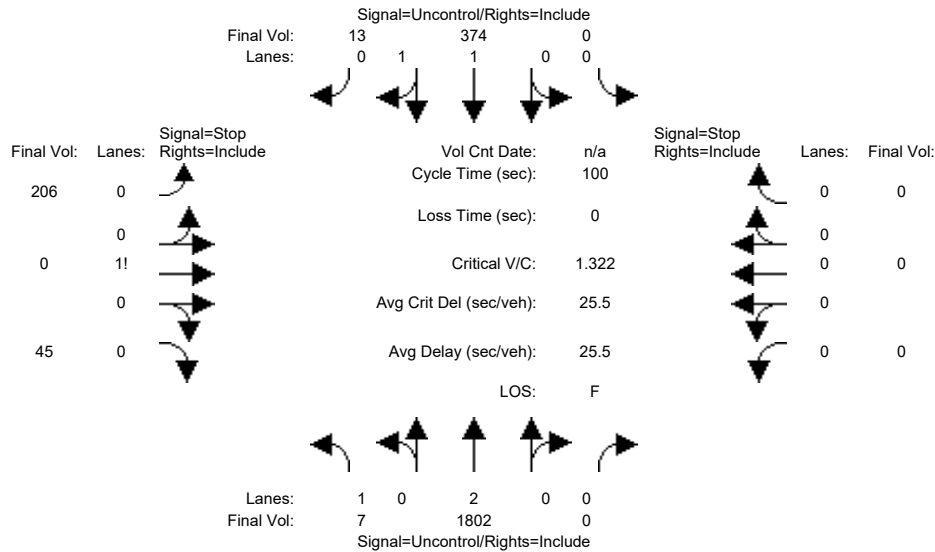 Signal=Uncontrol/Rights=Include
Final Vol: 13 374 0
Lanes: 0 1 1 0 0
Signal=Stop Signal=Stop
Final Vol: Lanes: Rights=Include Vol Cnt Date: n/a Rights=Include Lanes: Final Vol:
Cycle Time (sec): 100
206 0 0 0
Loss Time (sec): 0
0 0
0 1! Critical V/C: 1.322 0 0
0 Avg Crit Del (sec/veh): 25.5 0
45 0 Avg Delay (sec/veh): 25.5 0 0
LOS: F
Lanes: 1 0 2 0 0
Final Vol: 7 1802 0
Signal=Uncontrol/Rights=Include